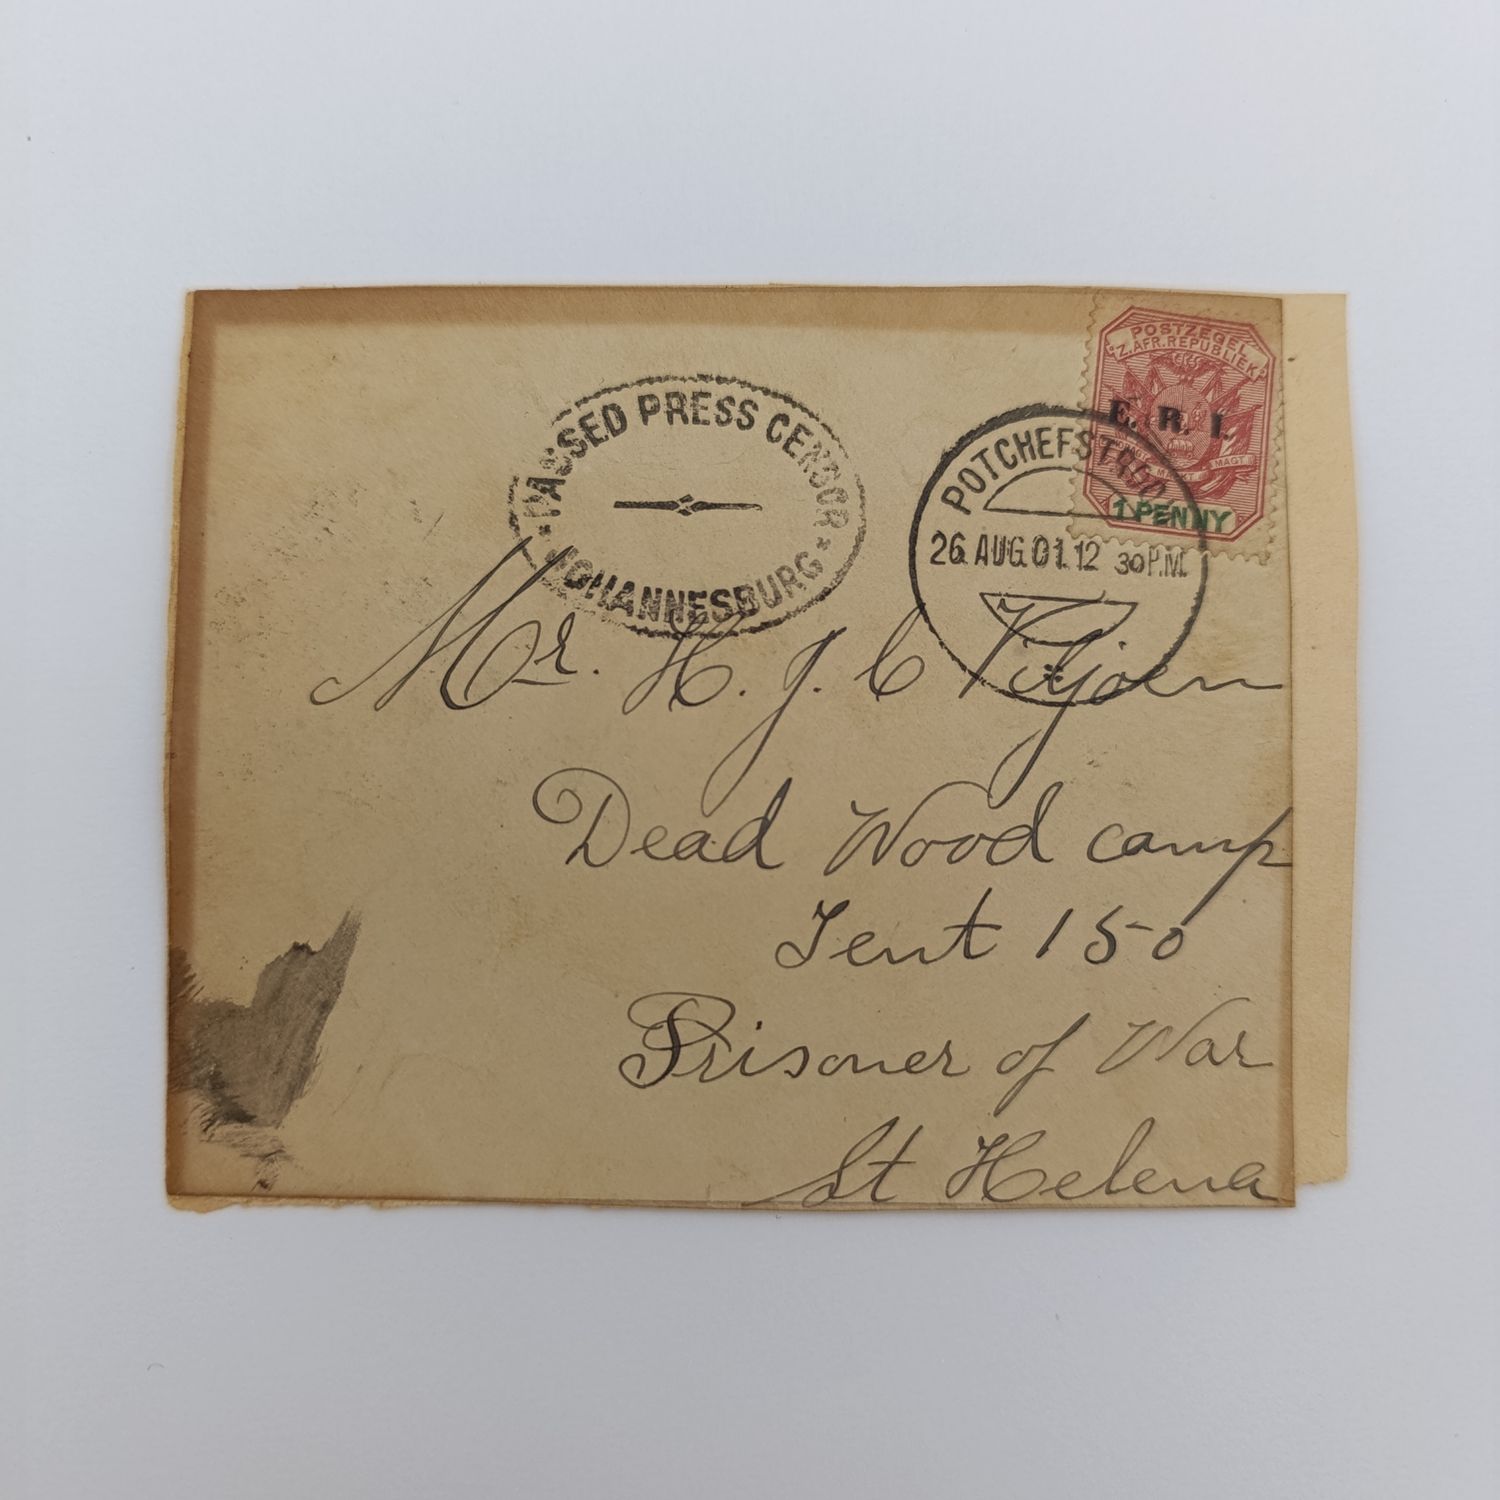 POSTZEGEL
Z. AFR. REPUBLIEK
E. R. I.
MAGT
1 PENNY
PASSED PRESS CENSOR
JOHANNESBURG
POTCHEFSTROOM
26 AUG.01.12 30 P.M.
Mr. H. J. C Viljoen
Dead Wood camp
Tent 150
Prisoner of War
St Helena